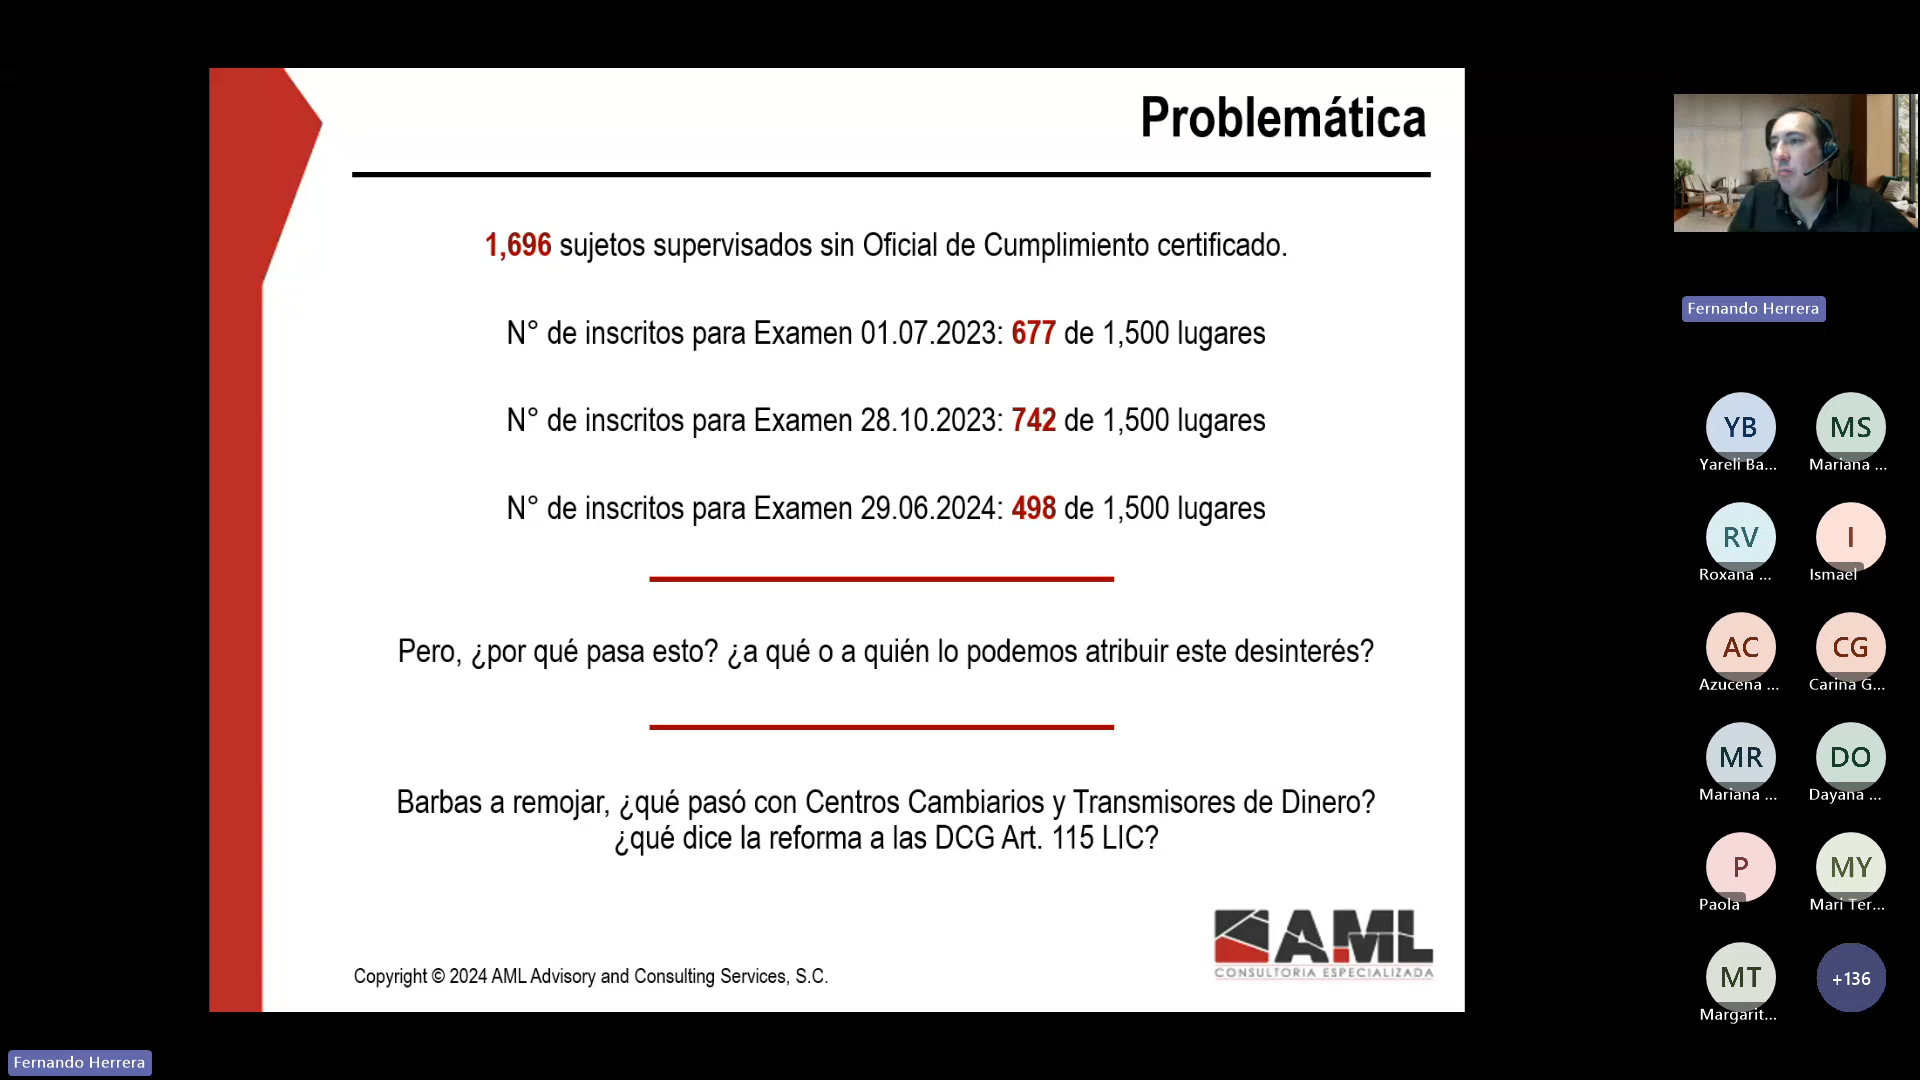 Problemática
1,696 sujetos supervisados sin Oficial de Cumplimiento certificado.
N° de inscritos para Examen 01.07.2023: 677 de 1,500 lugares
N° de inscritos para Examen 28.10.2023: 742 de 1,500 lugares
N° de inscritos para Examen 29.06.2024: 498 de 1,500 lugares
Pero, ¿por qué pasa esto? ¿a qué o a quién lo podemos atribuir este desinterés?
Barbas a remojar, ¿qué pasó con Centros Cambiarios y Transmisores de Dinero?
¿qué dice la reforma a las DCG Art. 115 LIC?
AML
CONSULTORIA ESPECIALIZADA
Copyright © 2024 AML Advisory and Consulting Services, S.C.
Fernando Herrera
Fernando Herrera
YB
MS
Yareli Ba...
Mariana ...
RV
I
Roxana ...
Ismael
AC
CG
Azucena ...
Carina G...
MR
DO
Mariana ...
Dayana ...
P
MY
Paola
Mari Ter...
MT
+136
Margarit...